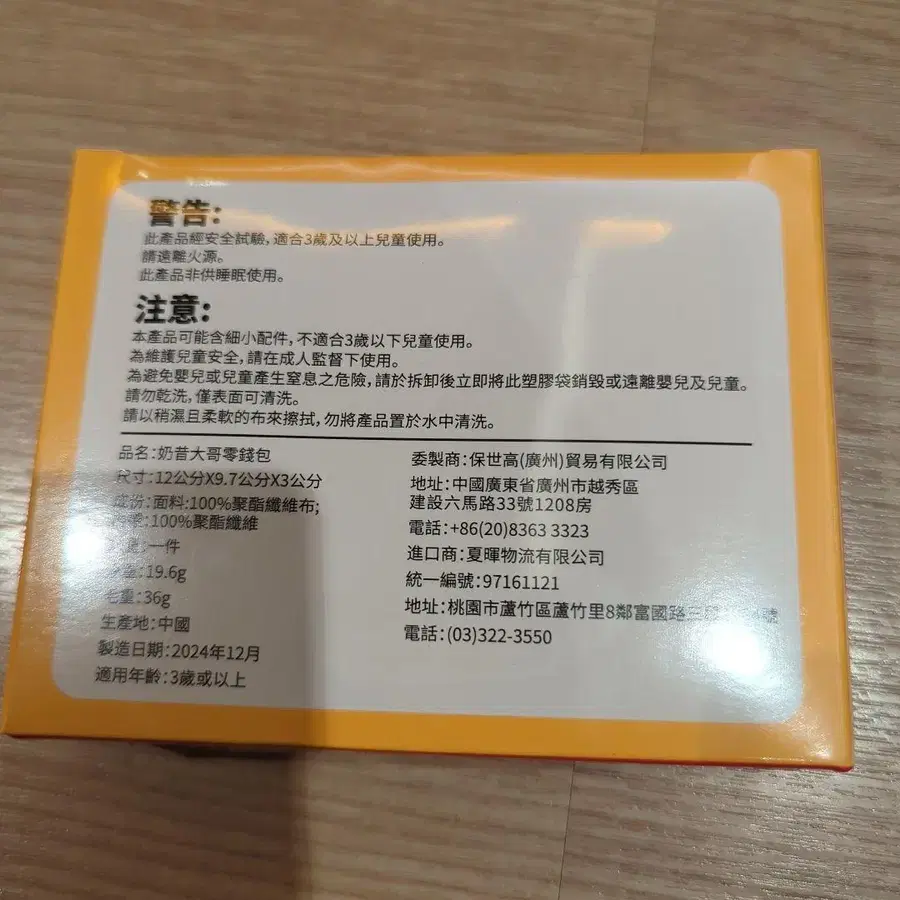 警告:
此產品經安全試驗,適合3歲及以上兒童使用。
請遠離火源。
此產品非供睡眠使用。
注意:
本產品可能含細小配件,不適合3歲以下兒童使用。
為維護兒童安全,請在成人監督下使用。
為避免嬰兒或兒童產生窒息之危險,請於拆卸後立即將此塑膠袋銷毀或遠離嬰兒及兒童。
請勿乾洗,僅表面可清洗。
請以稍濕且柔軟的布來擦拭,勿將產品置於水中清洗。
品名:奶昔大哥零錢包
尺寸:12公分X9.7公分X3公分
成份:面料:100%聚酯纖維布;
:100%聚酯纖維
:一件
:19.6g
毛重:36g
生產地:中國
製造日期:2024年12月
適用年齡:3歲或以上
委製商:保世高(廣州)貿易有限公司
地址:中國廣東省廣州市越秀區
建設六馬路33號1208房
電話:+86(20)8363 3323
進口商:夏暉物流有限公司
統一編號:97161121
地址:桃園市蘆竹區蘆竹里8鄰富國路三段號
電話:(03)322-3550